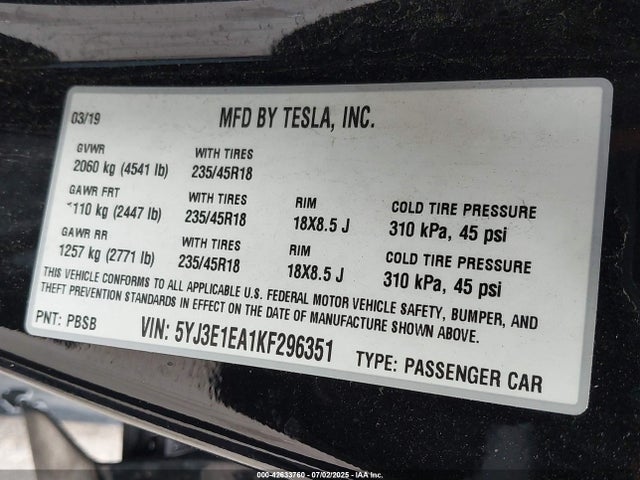 03/19 MFD BY TESLA, INC.
GVWR WITH TIRES
2060 kg (4541 lb) 235/45R18
GAWR FRT WITH TIRES RIM COLD TIRE PRESSURE
1110 kg (2447 lb) 235/45R18 18X8.5 J 310 kPa, 45 psi
GAWR RR WITH TIRES RIM COLD TIRE PRESSURE
1257 kg (2771 lb) 235/45R18 18X8.5 J 310 kPa, 45 psi
THIS VEHICLE CONFORMS TO ALL APPLICABLE U.S. FEDERAL MOTOR VEHICLE SAFETY, BUMPER, AND
THEFT PREVENTION STANDARDS IN EFFECT ON THE DATE OF MANUFACTURE SHOWN ABOVE.
PNT: PBSB VIN: 5YJ3E1EA1KF296351 TYPE: PASSENGER CAR
000-42633760 - 07/02/2025 - IAA Inc.